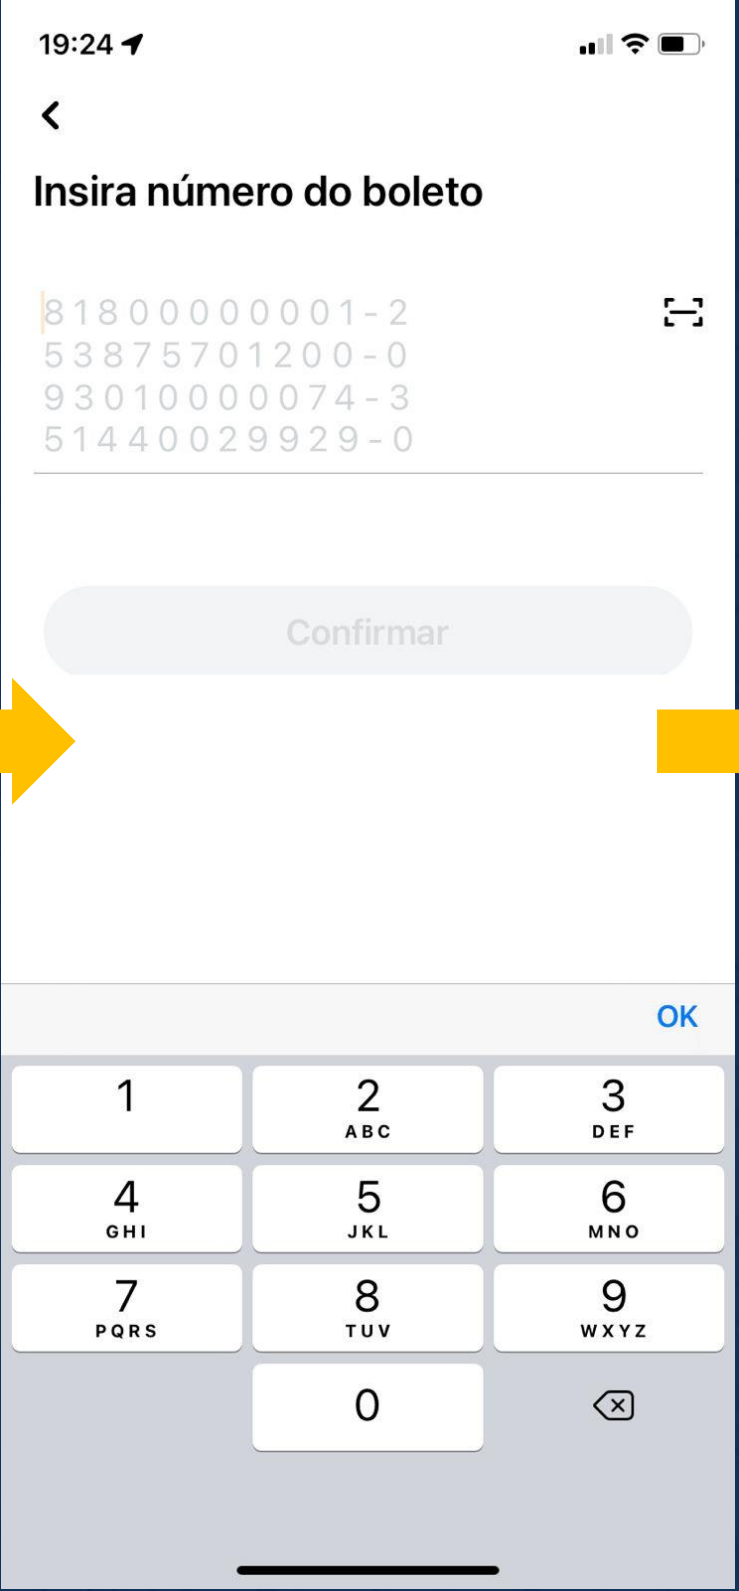 19:24
Insira número do boleto
81800000001-2
53875701200-0
93010000074-3
51440029929-0
Confirmar
OK
1 2 3
ABC DEF
4 5 6
GHI JKL MNO
7 8 9
PQRS TUV WXYZ
0